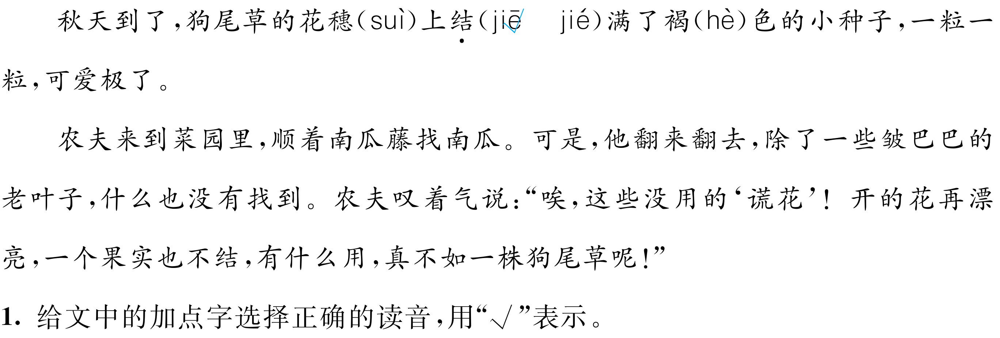 秋天到了,狗尾草的花穗(suì)上结(jiē√ jié)满了褐(hè)色的小种子,一粒一
粒,可爱极了。
农夫来到菜园里,顺着南瓜藤找南瓜。可是,他翻来翻去,除了一些皱巴巴的
老叶子,什么也没有找到。农夫叹着气说:“唉,这些没用的‘谎花’! 开的花再漂
亮,一个果实也不结,有什么用,真不如一株狗尾草呢!”
1. 给文中的加点字选择正确的读音,用“√”表示。